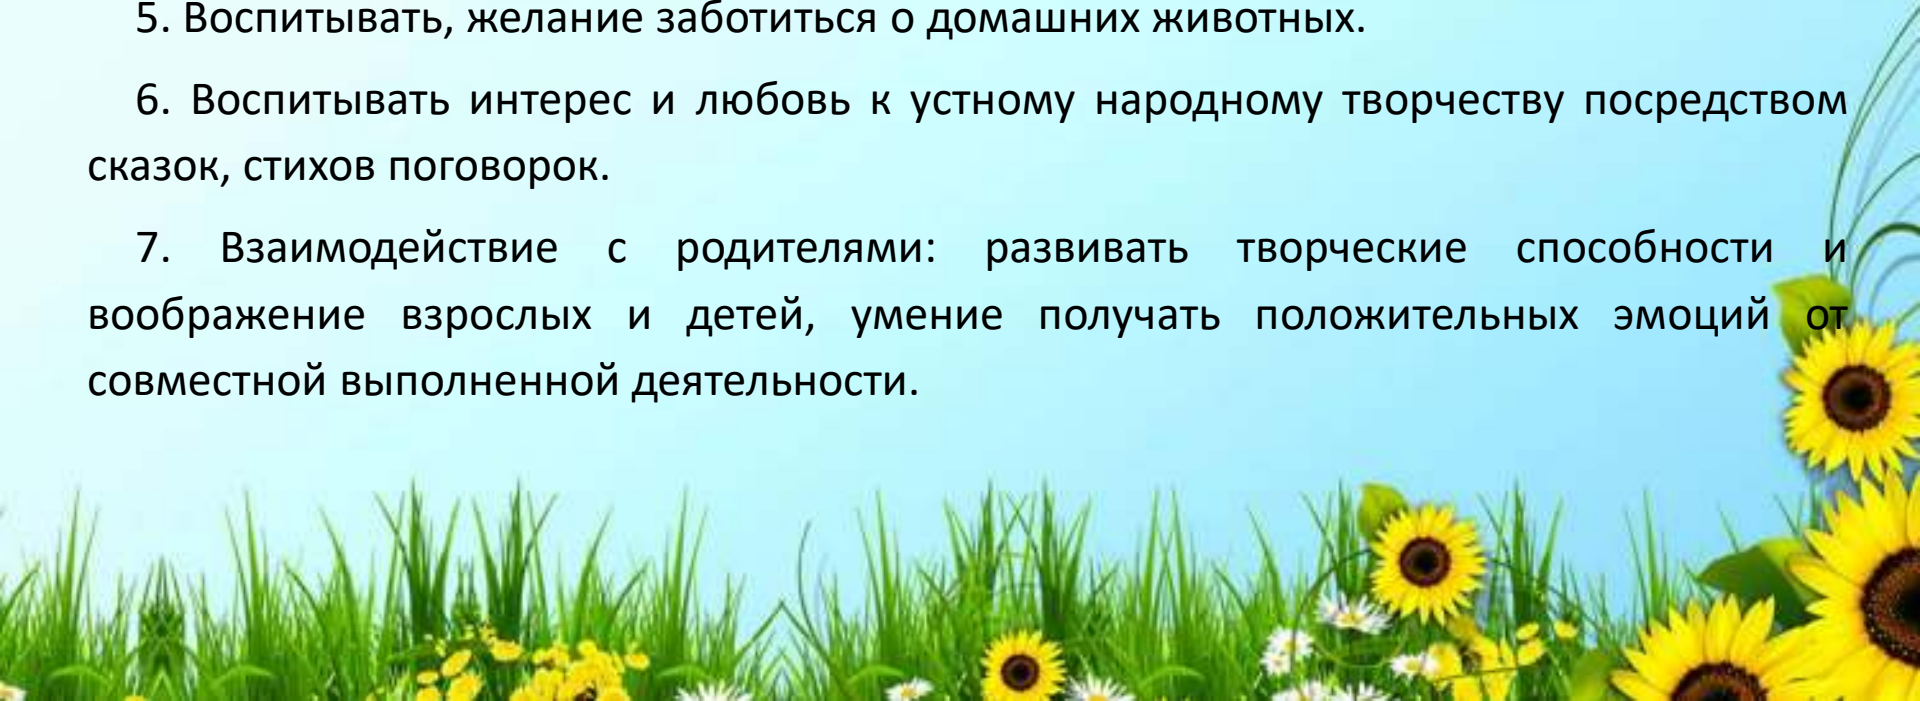 5. Воспитывать, желание заботиться о домашних животных.
6. Воспитывать интерес и любовь к устному народному творчеству посредством
сказок, стихов поговорок.
7. Взаимодействие с родителями: развивать творческие способности и
воображение взрослых и детей, умение получать положительных эмоций от
совместной выполненной деятельности.